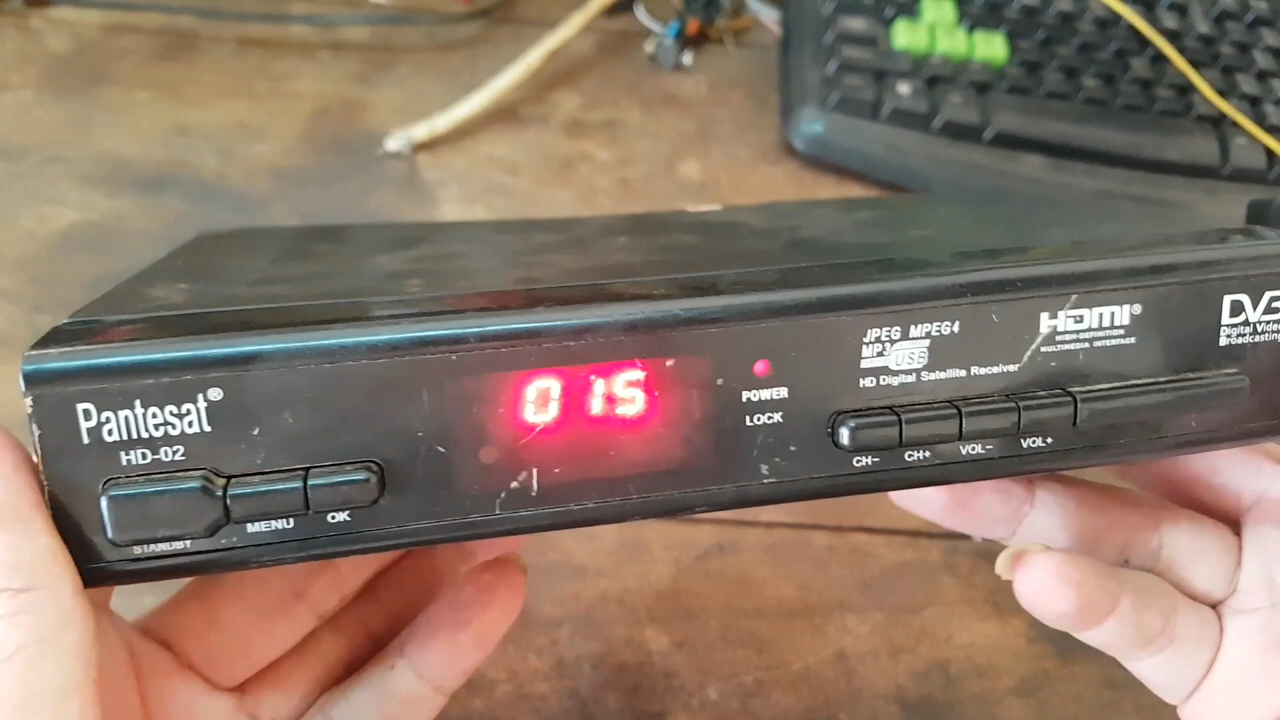 Pantesat®
HD-02
STANDBY
MENU
OK
015
POWER
LOCK
JPEG MPEG4
MP3 USB
HD Digital Satellite Receiver
HDMI®
HIGH-DEFINITION
MULTIMEDIA INTERFACE
DVB
Digital Video
Broadcasting
CH-
CH+
VOL-
VOL+